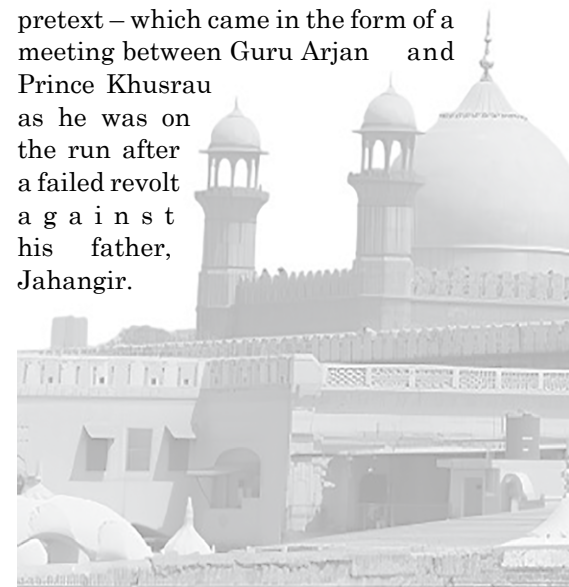 pretext – which came in the form of a
meeting between Guru Arjan and
Prince Khusrau
as he was on
the run after
a failed revolt
against
his father,
Jahangir.